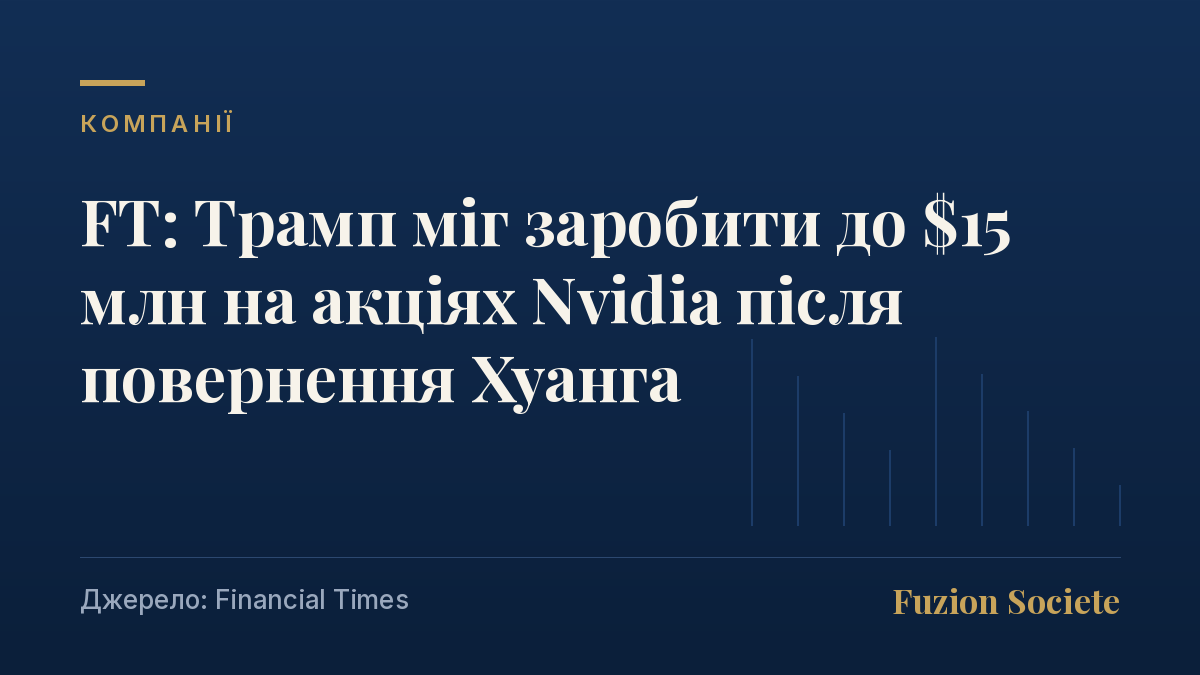 КОМПАНІЇ
FT: Трамп міг заробити до $15
млн на акціях Nvidia після
повернення Хуанга
Джерело: Financial Times
Fuzion Societe